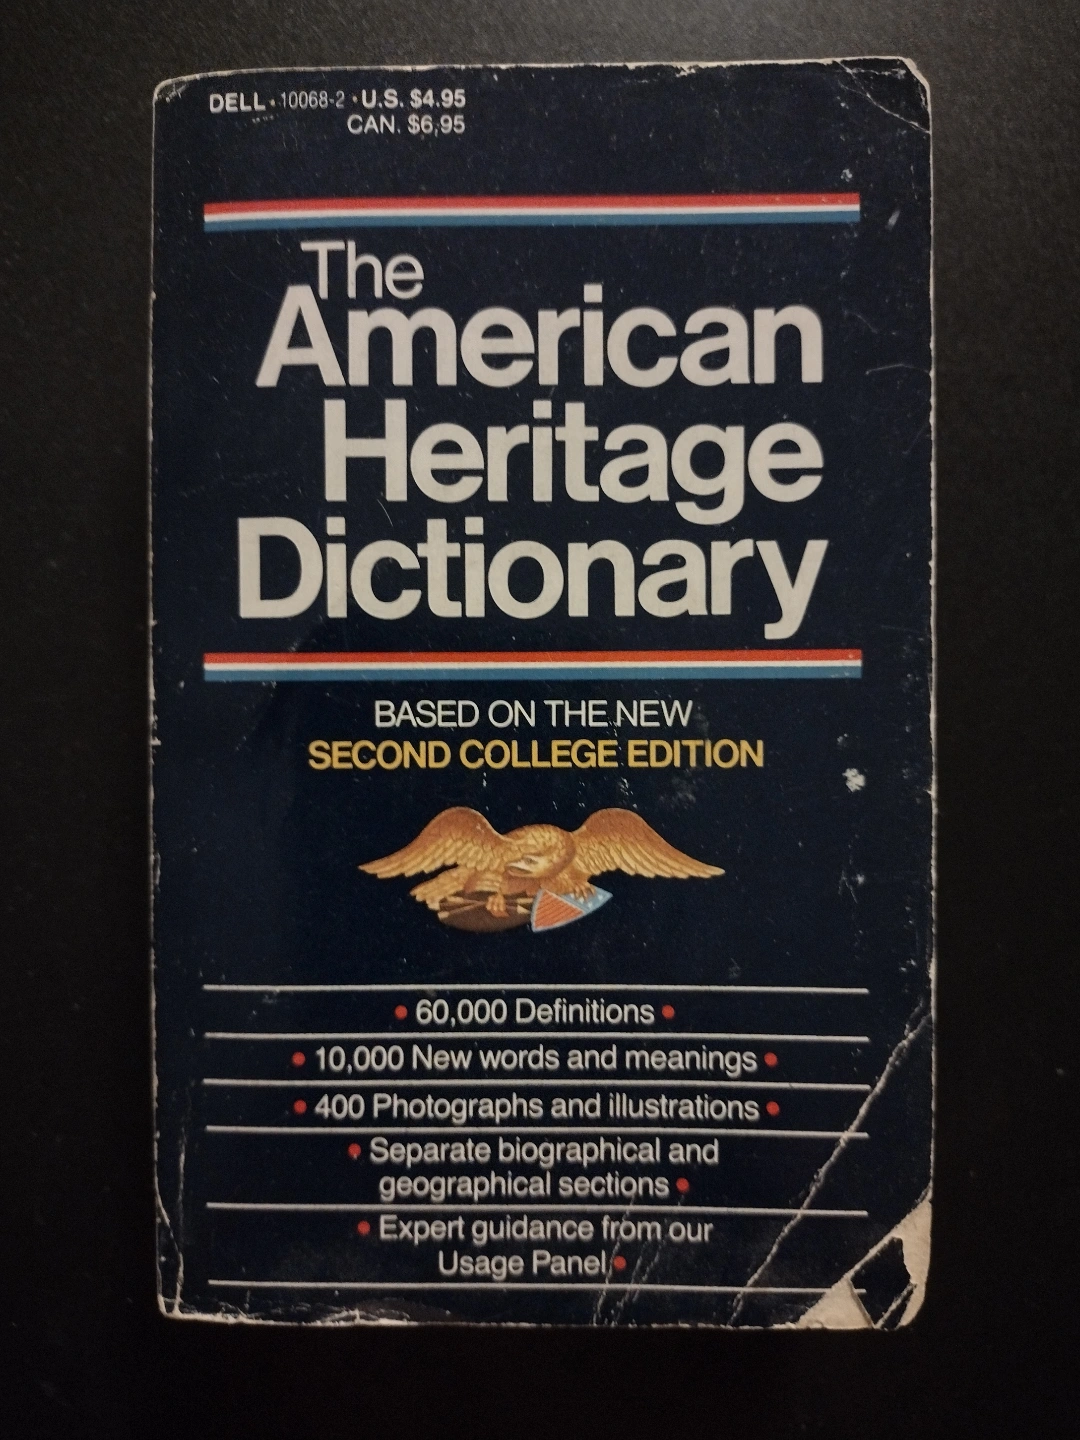 DELL • 10068-2 • U.S. $4.95
CAN. $6.95
The
American
Heritage
Dictionary
BASED ON THE NEW
SECOND COLLEGE EDITION
• 60,000 Definitions •
• 10,000 New words and meanings •
• 400 Photographs and illustrations •
• Separate biographical and
geographical sections •
• Expert guidance from our
Usage Panel •